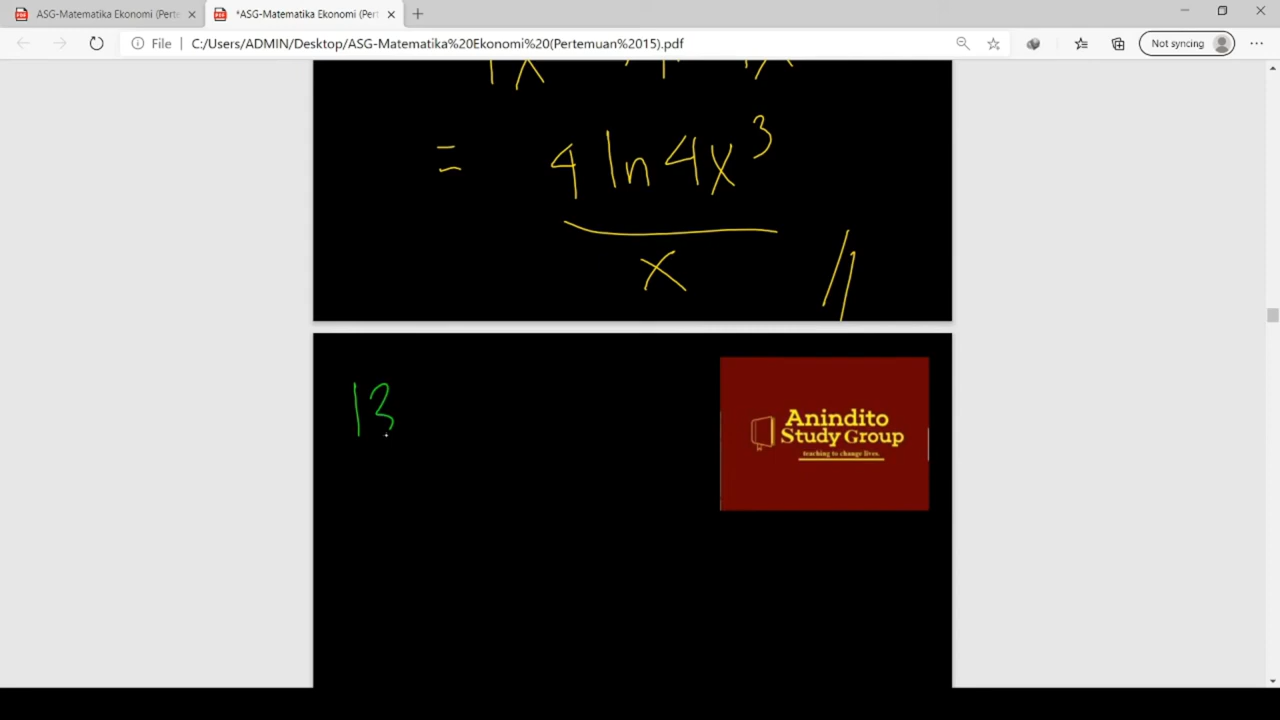 ASG-Matematika Ekonomi (Perte
*ASG-Matematika Ekonomi (Pert
File | C:/Users/ADMIN/Desktop/ASG-Matematika%20Ekonomi%20(Pertemuan%2015).pdf
Not syncing
= 4 ln 4x³
x //
13
Anindito
Study Group
teaching to change lives.